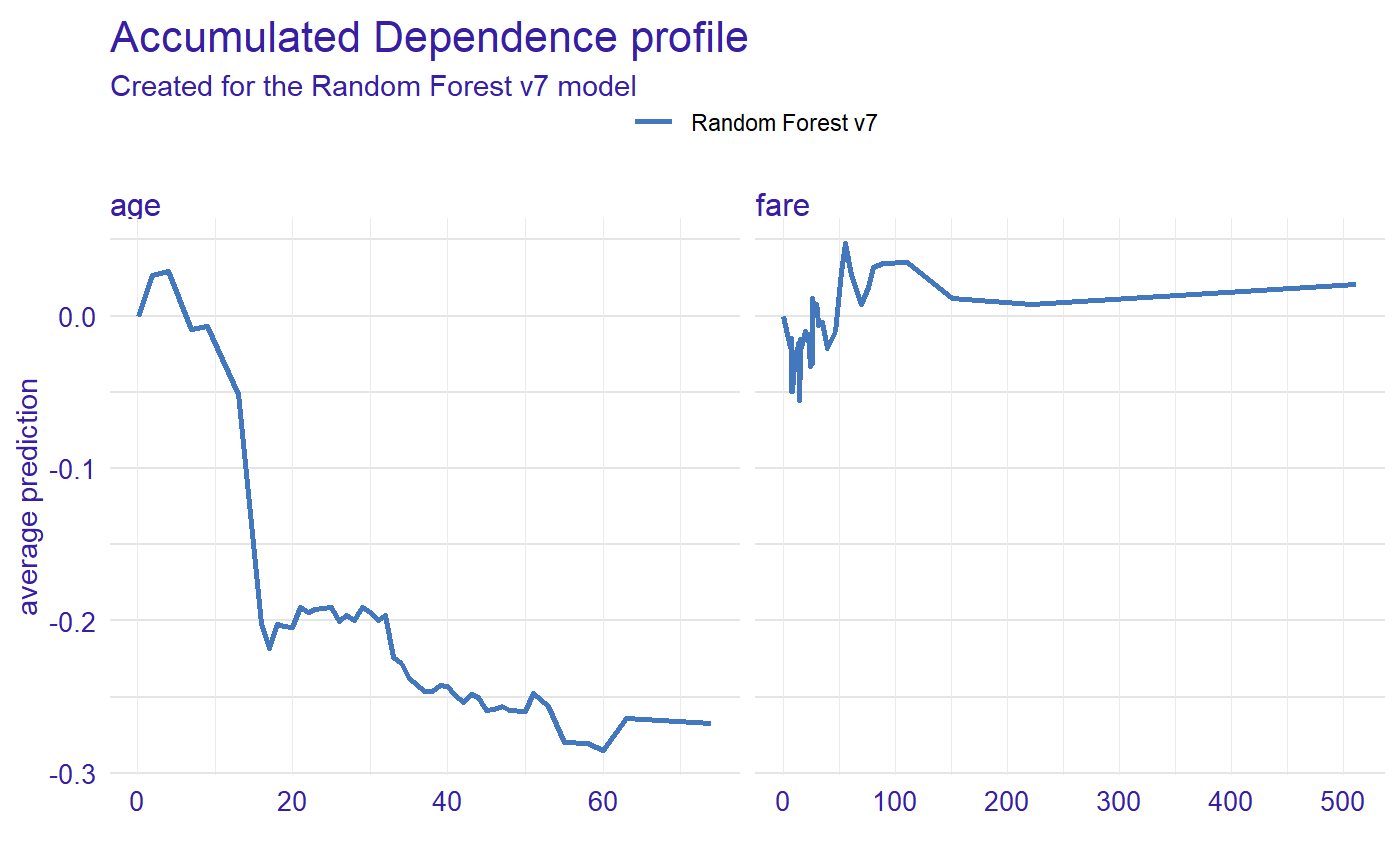 Accumulated Dependence profile
Created for the Random Forest v7 model
Random Forest v7
age
fare
average prediction
0.0
-0.1
-0.2
-0.3
0 20 40 60
0 100 200 300 400 500